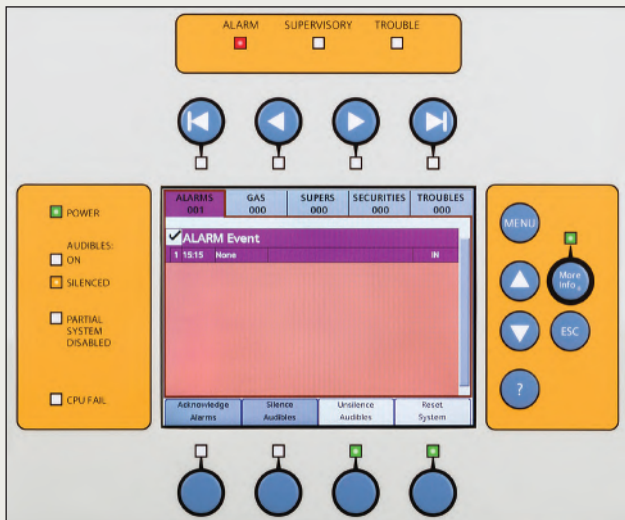 ALARM SUPERVISORY TROUBLE
ALARMS GAS SUPERS SECURITIES TROUBLES
001 000 000 000 000
ALARM Event
1 15:15 None IN
Acknowledge Silence Unsilence Reset
Alarms Audibles Audibles System
POWER
AUDIBLES:
ON
SILENCED
PARTIAL
SYSTEM
DISABLED
CPU FAIL
MENU
More
Info
ESC
?